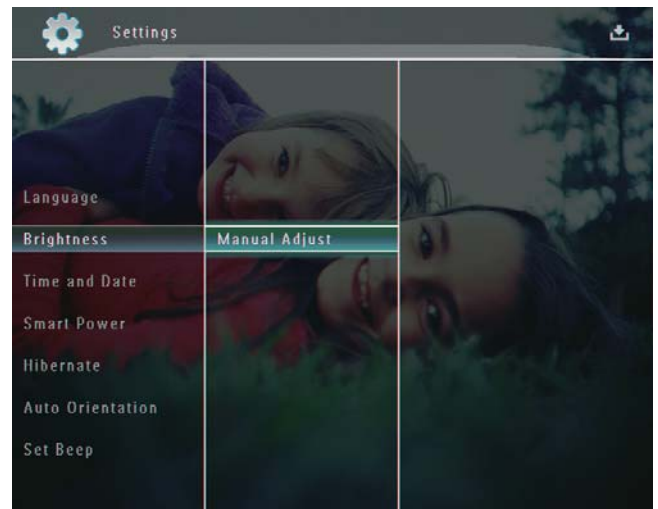 Settings
Language
Brightness
Manual Adjust
Time and Date
Smart Power
Hibernate
Auto Orientation
Set Beep